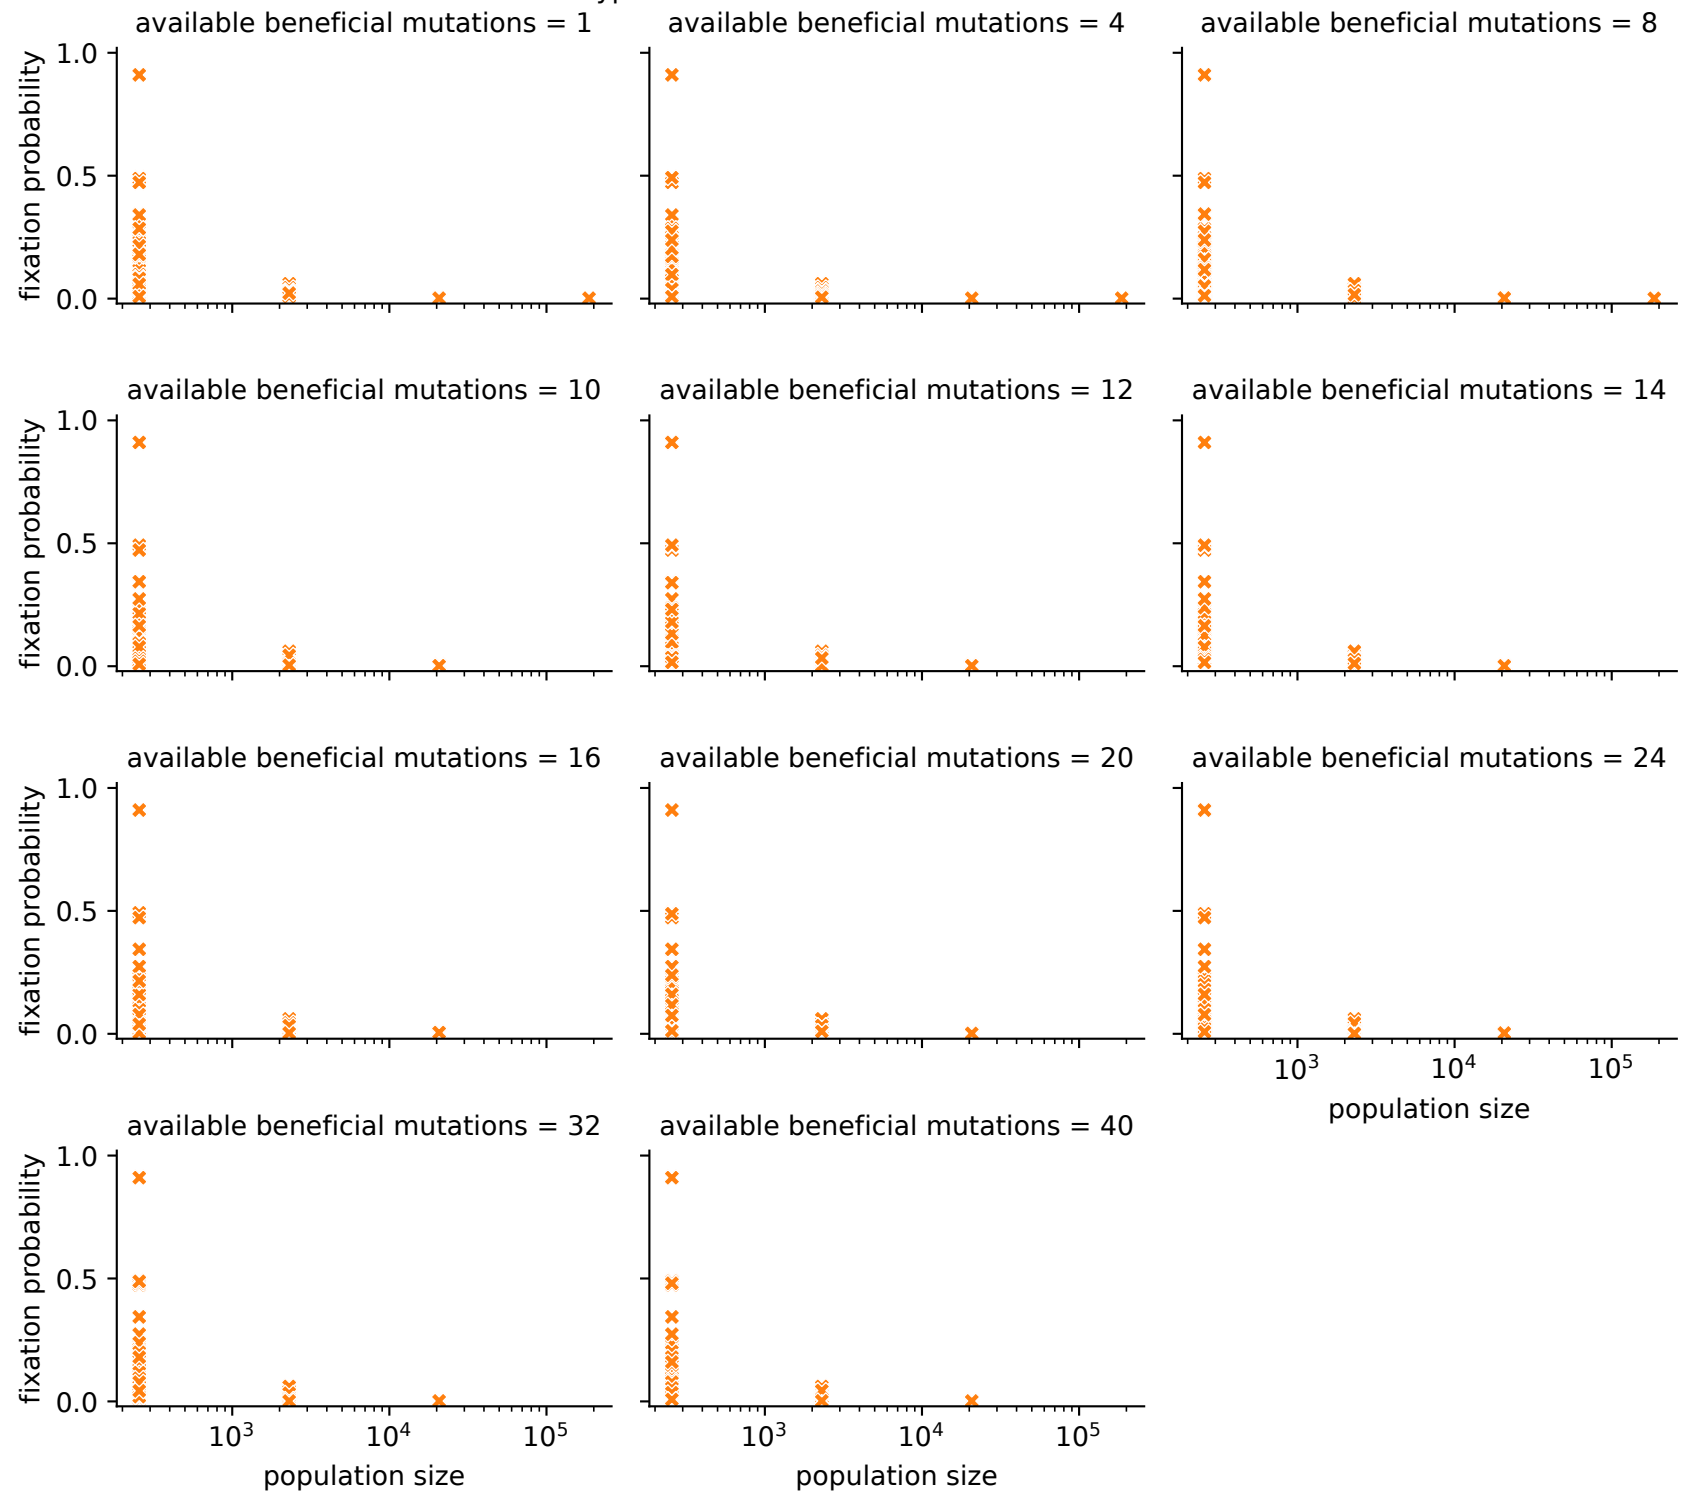 available beneficial mutations = 1
available beneficial mutations = 4
available beneficial mutations = 8
fixation probability
1.0
0.5
0.0
available beneficial mutations = 10
available beneficial mutations = 12
available beneficial mutations = 14
fixation probability
1.0
0.5
0.0
available beneficial mutations = 16
available beneficial mutations = 20
available beneficial mutations = 24
fixation probability
1.0
0.5
0.0
10³ 10⁴ 10⁵
population size
available beneficial mutations = 32
available beneficial mutations = 40
fixation probability
1.0
0.5
0.0
10³ 10⁴ 10⁵
10³ 10⁴ 10⁵
population size
population size